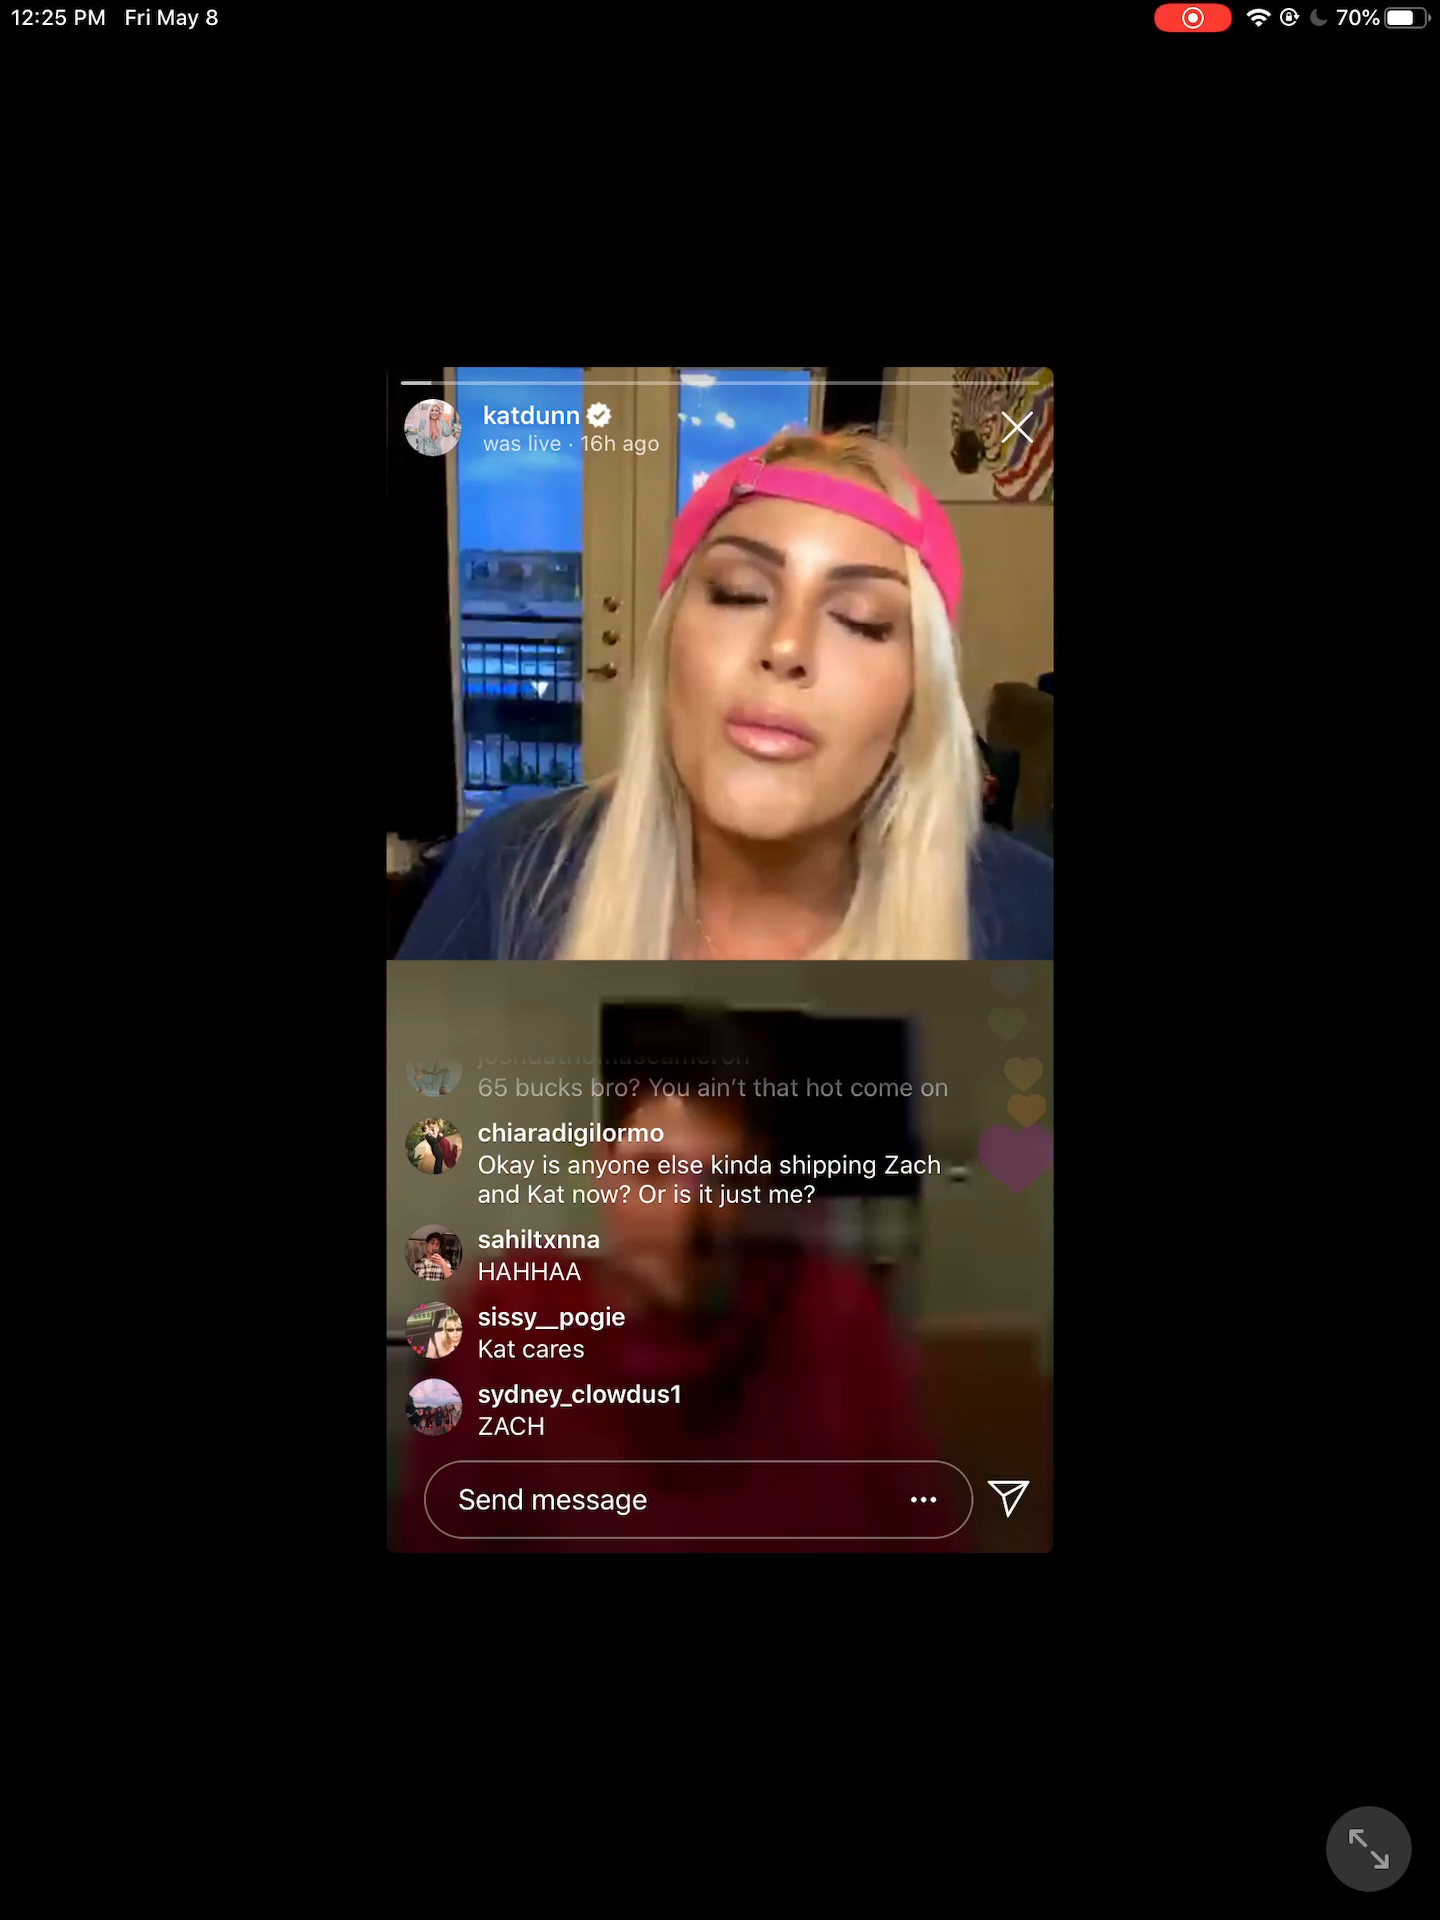 12:25 PM Fri May 8
70%
katdunn
was live · 16h ago
joshuathomascameron
65 bucks bro? You ain't that hot come on
chiaradigilormo
Okay is anyone else kinda shipping Zach
and Kat now? Or is it just me?
sahiltxnna
HAHHAA
sissy__pogie
Kat cares
sydney_clowdus1
ZACH
Send message